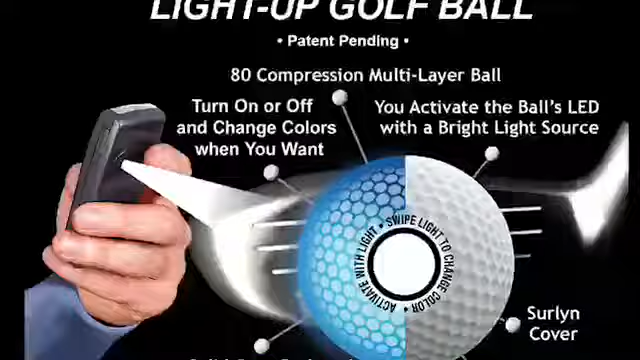 LIGHT-UP GOLF BALL
• Patent Pending •
80 Compression Multi-Layer Ball
Turn On or Off
and Change Colors
when You Want
You Activate the Ball's LED
with a Bright Light Source
ACTIVATE WITH LIGHT • SWIPE LIGHT TO CHANGE COLOR •
Surlyn
Cover